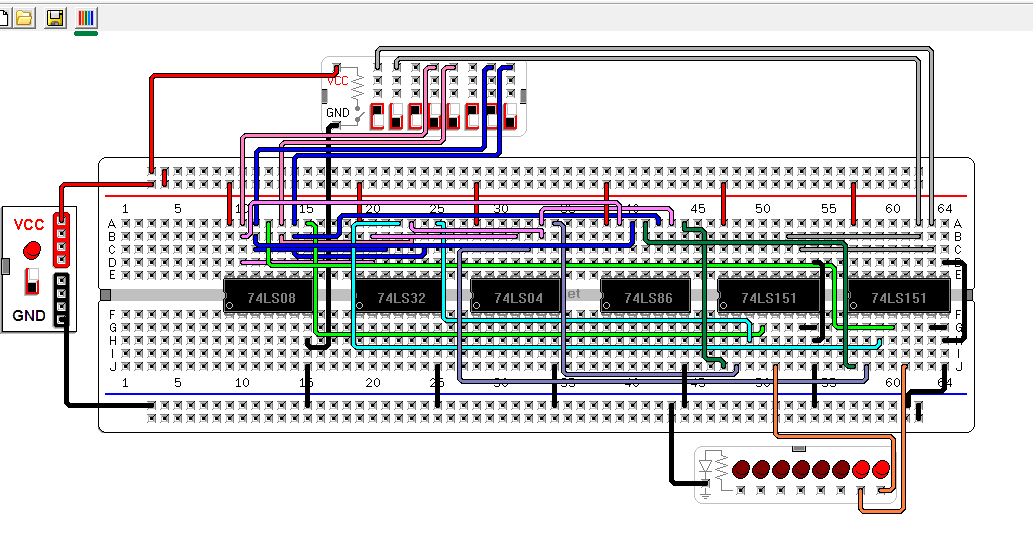 VCC
GND
1 5 10 15 20 25 30 35 40 45 50 55 60 64
A A
B B
C C
D D
E E
VCC
GND
74LS08 74LS32 74LS04 74LS86 74LS151 74LS151
et
F F
G G
H H
I I
J J
1 5 10 15 20 25 30 35 40 45 50 55 60 64